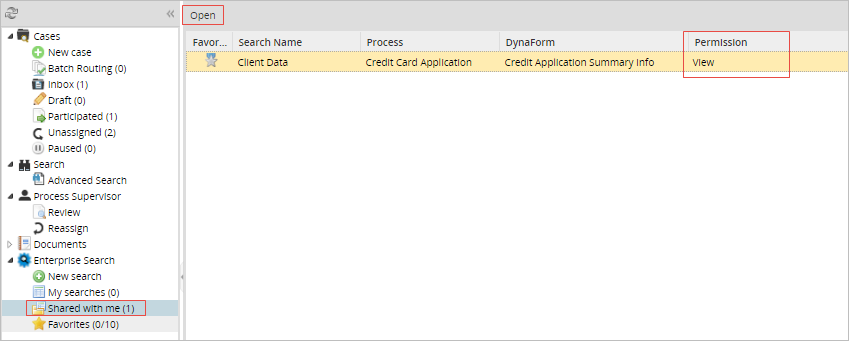 Cases
New case
Batch Routing (0)
Inbox (1)
Draft (0)
Participated (1)
Unassigned (2)
Paused (0)
Search
Advanced Search
Process Supervisor
Review
Reassign
Documents
Enterprise Search
New search
My searches (0)
Shared with me (1)
Favorites (0/10)
Open
Favor... Search Name Process DynaForm Permission
Client Data Credit Card Application Credit Application Summary Info View